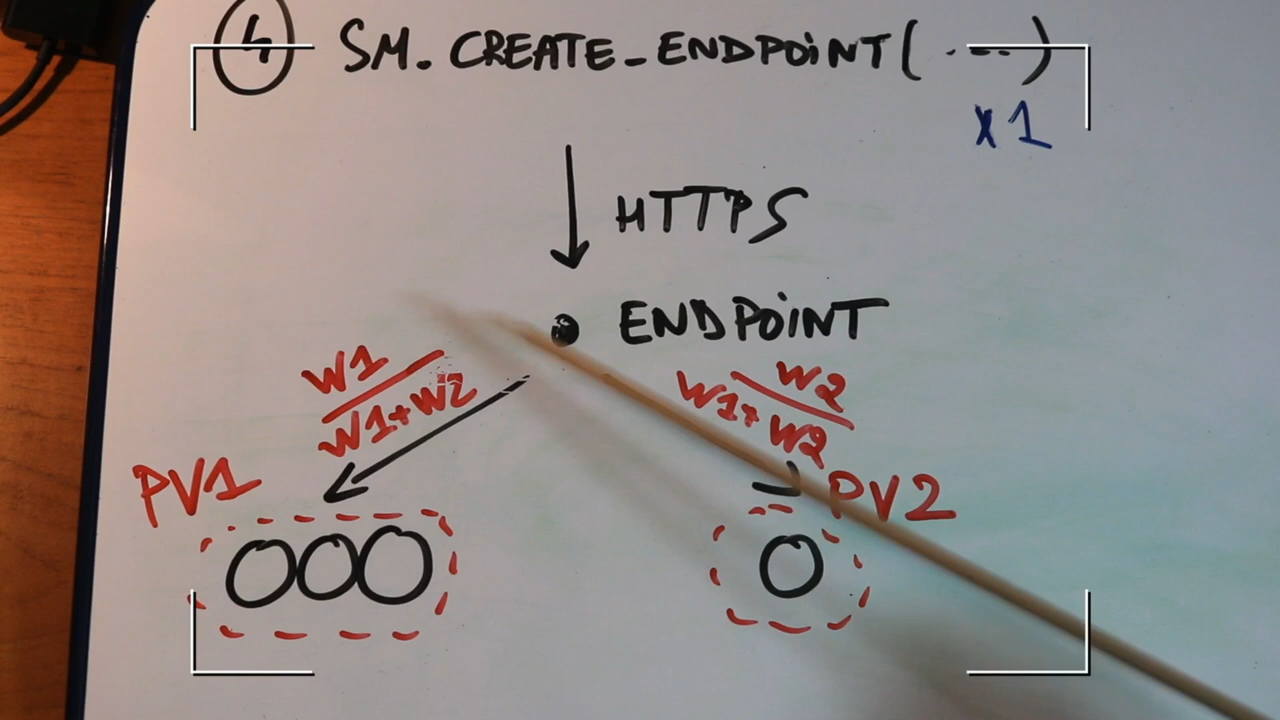 4 SM.CREATE_ENDPOINT(...)
X1
HTTPS
ENDPOINT
W1
W1+W2
W2
W1+W2
PV1
PV2